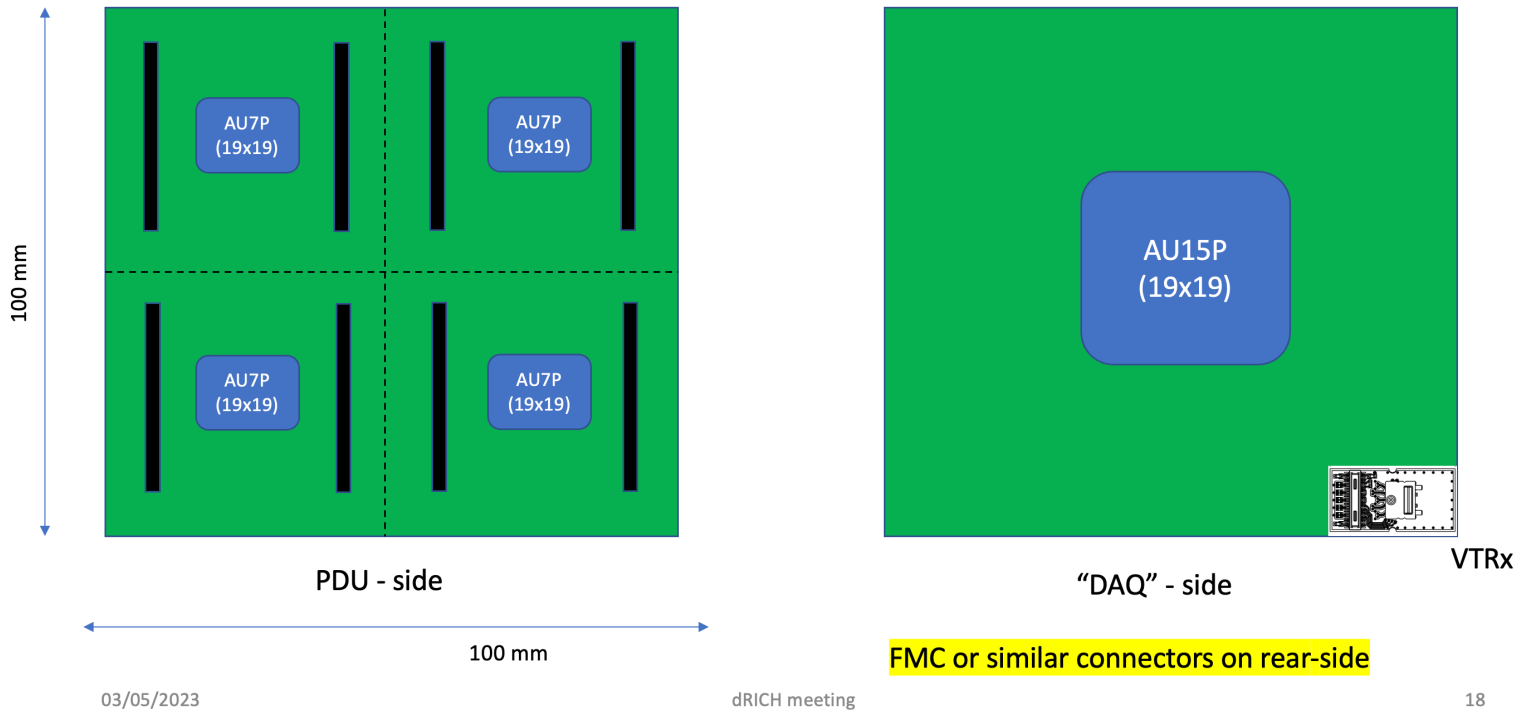 AU7P
(19x19)
AU7P
(19x19)
AU7P
(19x19)
AU7P
(19x19)
100 mm
PDU - side
100 mm
AU15P
(19x19)
VTRx
“DAQ” - side
FMC or similar connectors on rear-side
03/05/2023
dRICH meeting
18